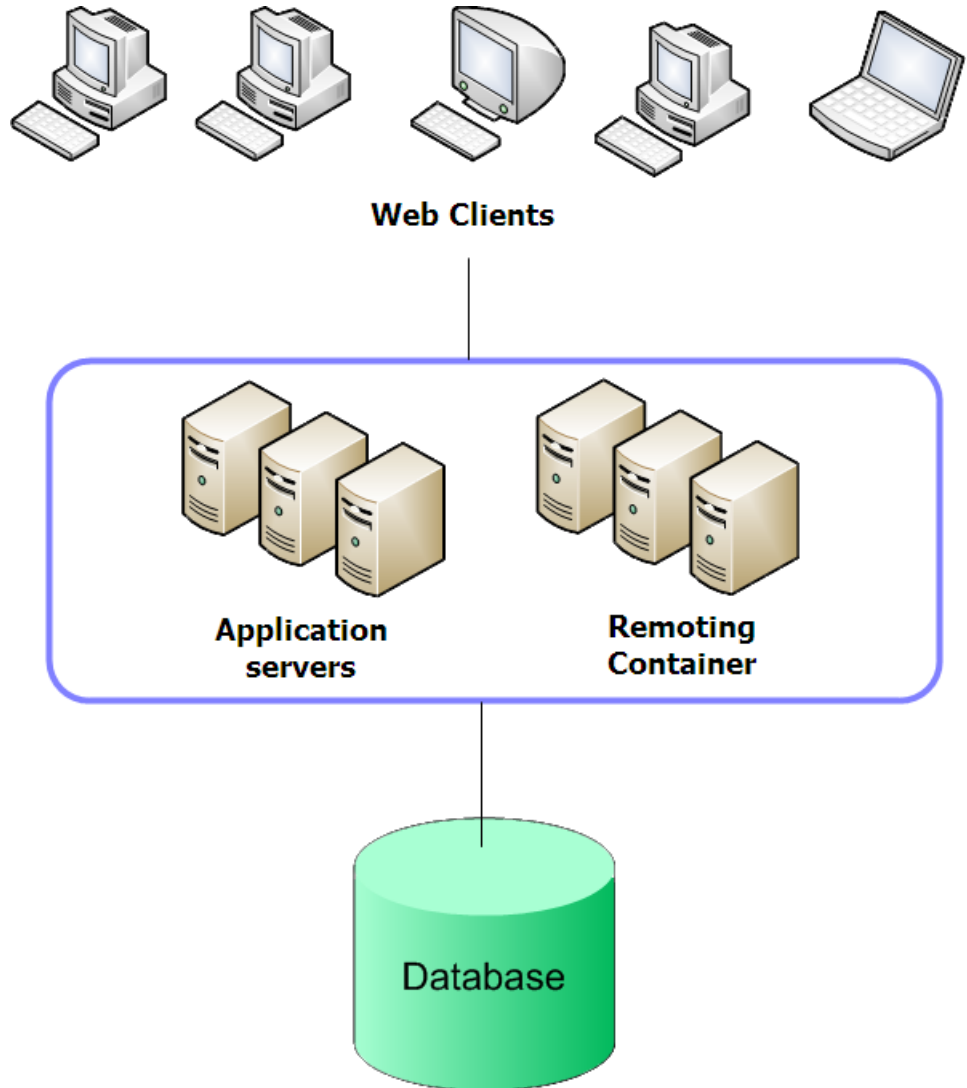 Web Clients
Application
servers
Remoting
Container
Database